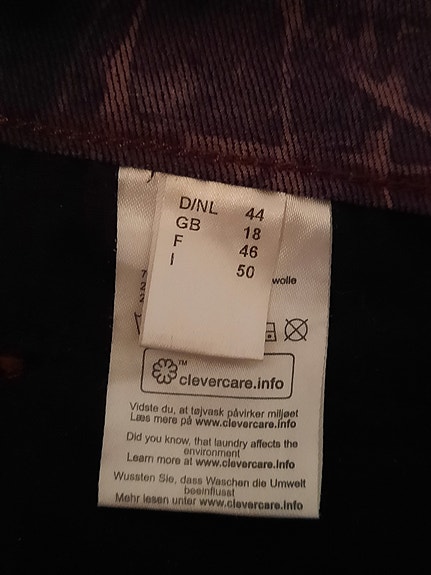 D/NL 44
GB 18
F 46
I 50
wolle
TM
clevercare.info
Vidste du, at tøjvask påvirker miljøet
Læs mere på www.clevercare.info
Did you know, that laundry affects the
environment
Learn more at www.clevercare.info
Wussten Sie, dass Waschen die Umwelt
beeinflusst
Mehr lesen unter www.clevercare.info